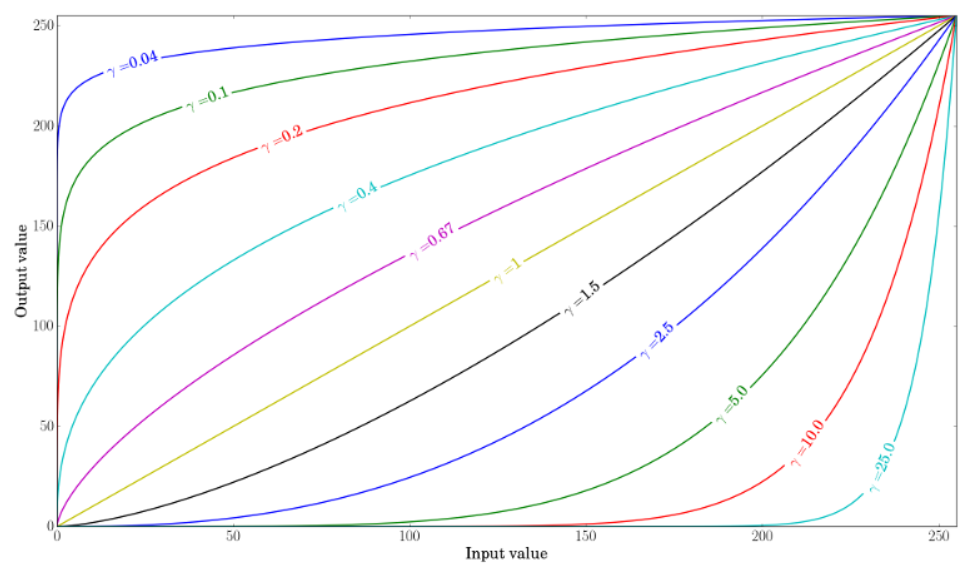 250
200
150
100
50
0
Output value
γ =0.04
γ =0.1
γ =0.2
γ =0.4
γ =0.67
γ =1
γ =1.5
γ =2.5
γ =5.0
γ =10.0
γ =25.0
0 50 100 150 200 250
Input value